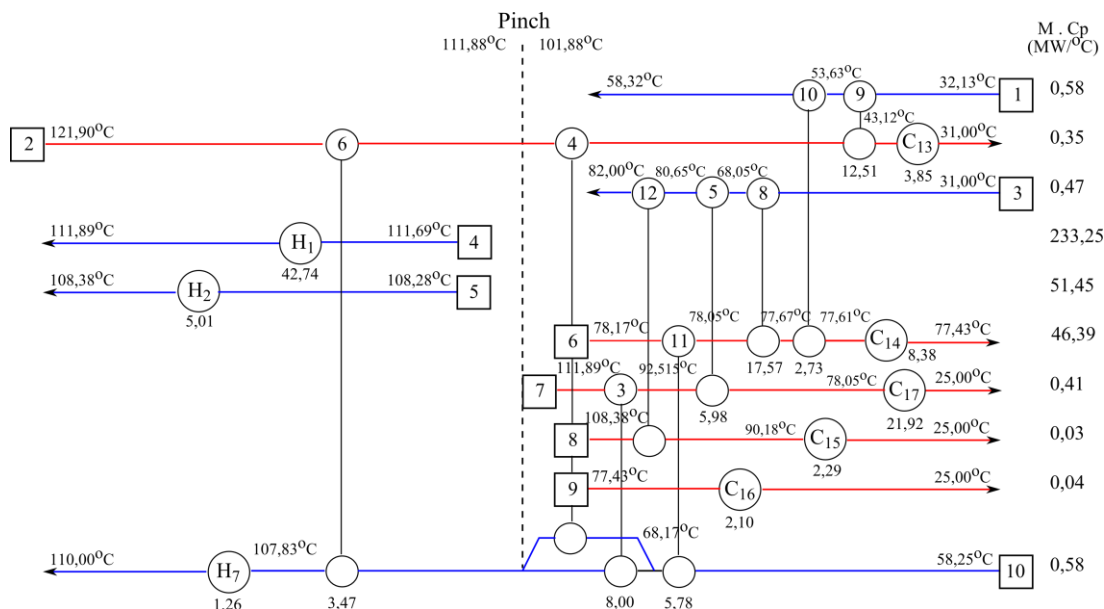 Pinch
111,88°C 101,88°C
M . Cp
(MW/°C)
58,32°C 10 53,63°C 9 32,13°C 1 0,58
2 121,90°C 6 4 43,12°C C13 31,00°C 0,35
12,51 3,85
82,00°C 12 80,65°C 5 68,05°C 8 31,00°C 3 0,47
111,89°C H1 111,69°C 4 233,25
42,74
108,38°C H2 108,28°C 5 51,45
5,01
6 78,17°C 11 78,05°C 77,67°C 77,61°C C14 77,43°C 46,39
17,57 2,73 8,38
7 111,89°C 3 92,515°C 78,05°C C17 25,00°C 0,41
5,98 21,92
8 108,38°C 90,18°C C15 25,00°C 0,03
2,29
9 77,43°C C16 25,00°C 0,04
2,10
110,00°C H7 107,83°C 68,17°C 58,25°C 10 0,58
1,26 3,47 8,00 5,78